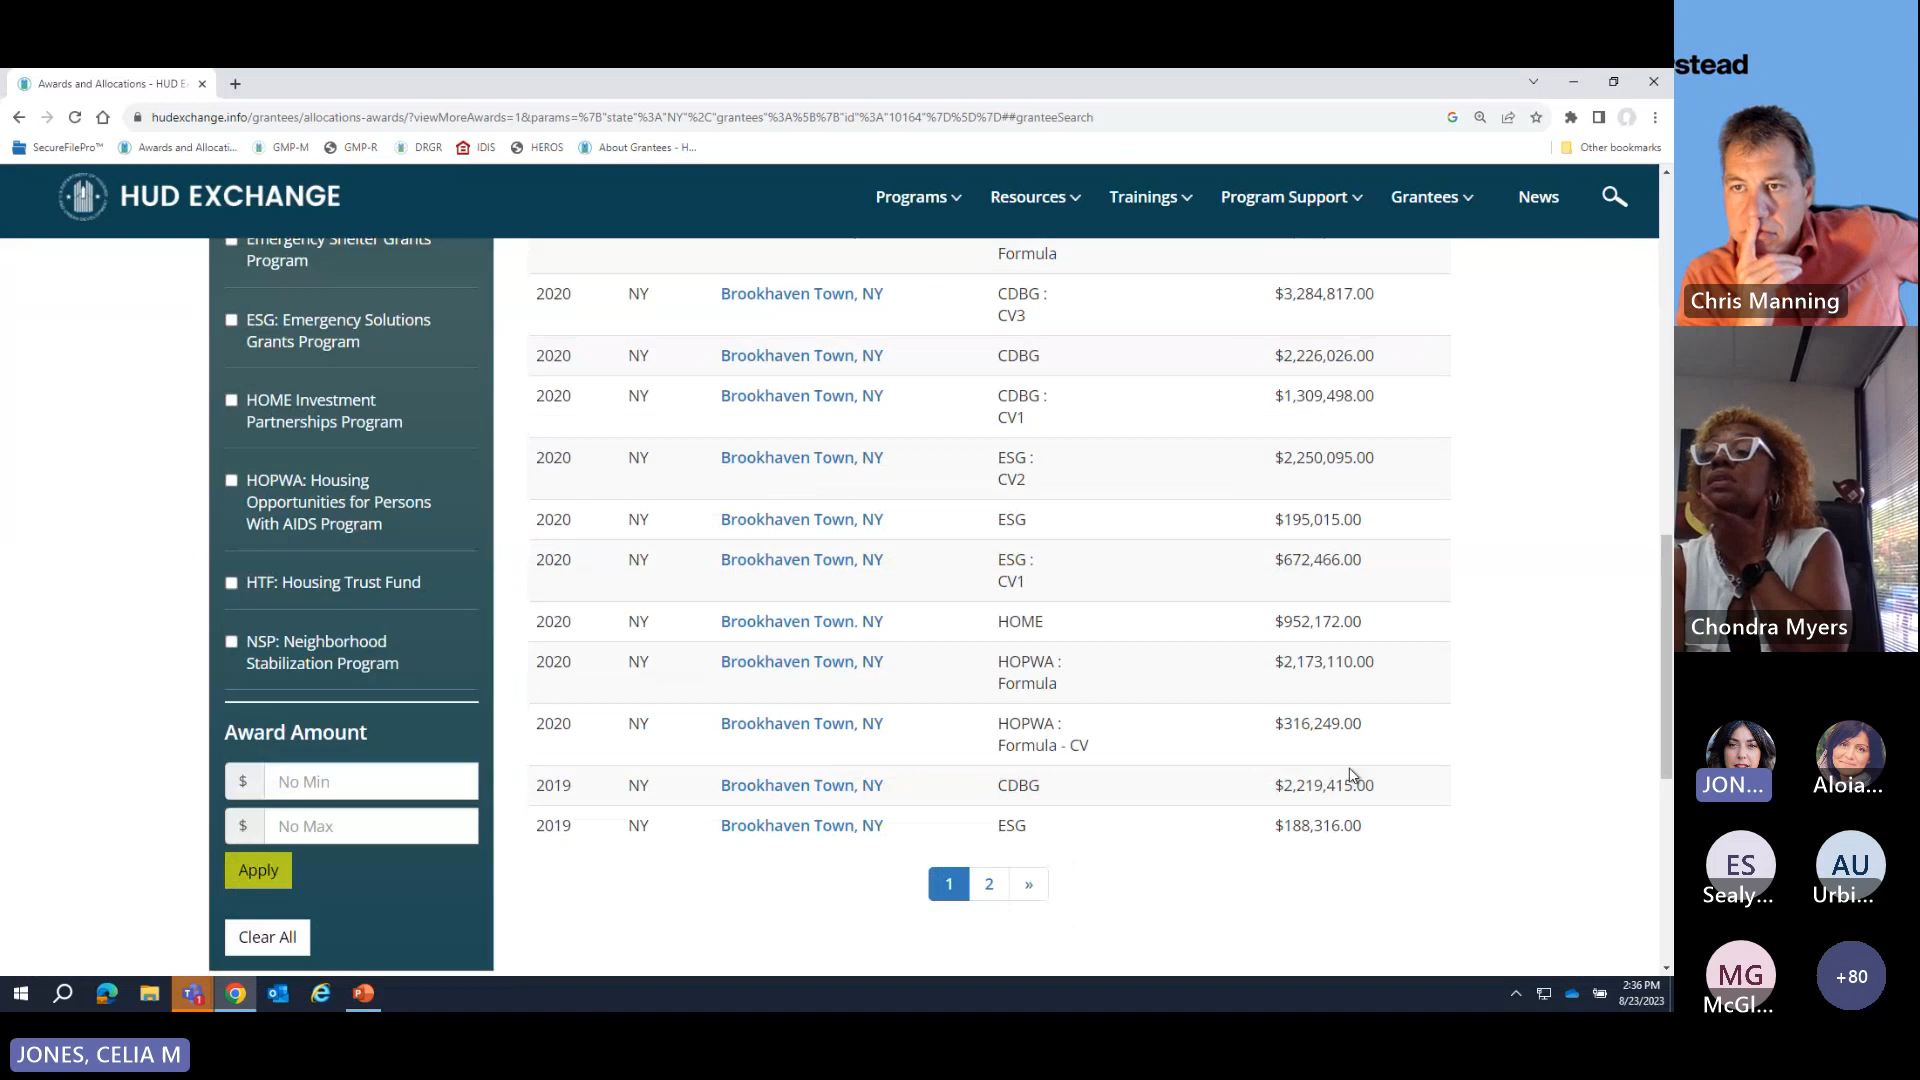 Awards and Allocations - HUD E
hudexchange.info/grantees/allocations-awards/?viewMoreAwards=1&params=%7B"state"%3A"NY"%2C"grantees"%3A%5B%7B"id"%3A"10164"%7D%5D%7D##granteeSearch
SecureFilePro™ Awards and Allocati... GMP-M GMP-R DRGR IDIS HEROS About Grantees - H... Other bookmarks
HUD EXCHANGE Programs Resources Trainings Program Support Grantees News
Emergency Shelter Grants
Program
ESG: Emergency Solutions
Grants Program
HOME Investment
Partnerships Program
HOPWA: Housing
Opportunities for Persons
With AIDS Program
HTF: Housing Trust Fund
NSP: Neighborhood
Stabilization Program
Award Amount
$ No Min
$ No Max
Apply
Clear All
Formula
2020 NY Brookhaven Town, NY CDBG : $3,284,817.00
CV3
2020 NY Brookhaven Town, NY CDBG $2,226,026.00
2020 NY Brookhaven Town, NY CDBG : $1,309,498.00
CV1
2020 NY Brookhaven Town, NY ESG : $2,250,095.00
CV2
2020 NY Brookhaven Town, NY ESG $195,015.00
2020 NY Brookhaven Town, NY ESG : $672,466.00
CV1
2020 NY Brookhaven Town. NY HOME $952,172.00
2020 NY Brookhaven Town, NY HOPWA : $2,173,110.00
Formula
2020 NY Brookhaven Town, NY HOPWA : $316,249.00
Formula - CV
2019 NY Brookhaven Town, NY CDBG $2,219,415.00
2019 NY Brookhaven Town, NY ESG $188,316.00
1 2 »
2:36 PM
8/23/2023
JONES, CELIA M
stead
Chris Manning
Chondra Myers
JON... Aloia...
ES AU
Sealy... Urbi...
MG +80
McGl...